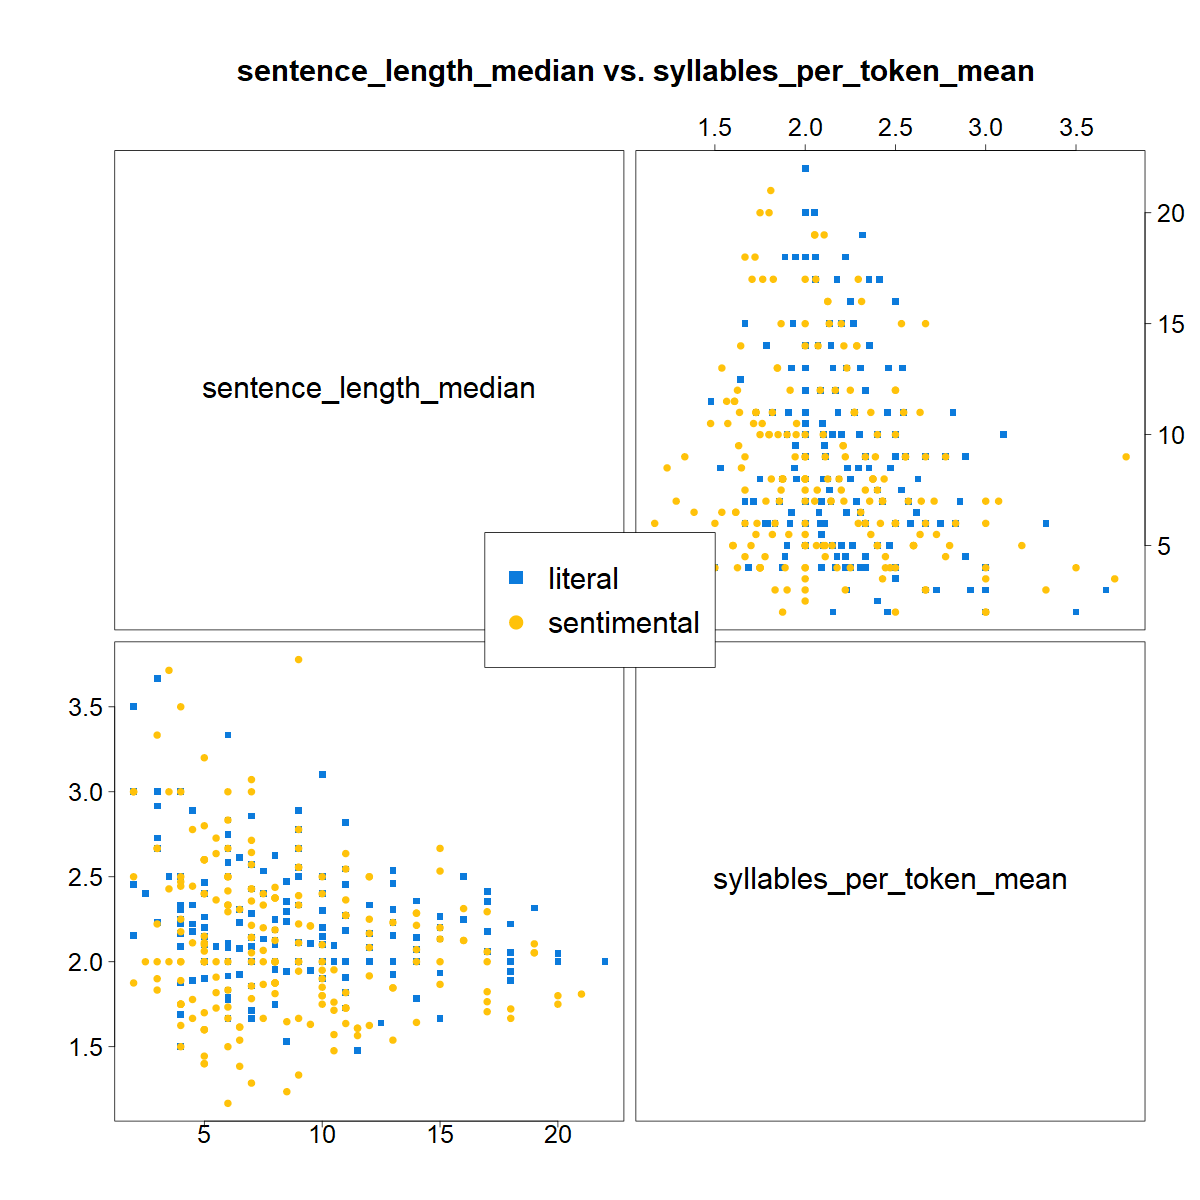 sentence_length_median vs. syllables_per_token_mean
1.5 2.0 2.5 3.0 3.5
20
15
10
5
sentence_length_median
literal
sentimental
3.5
3.0
2.5
2.0
1.5
syllables_per_token_mean
5 10 15 20